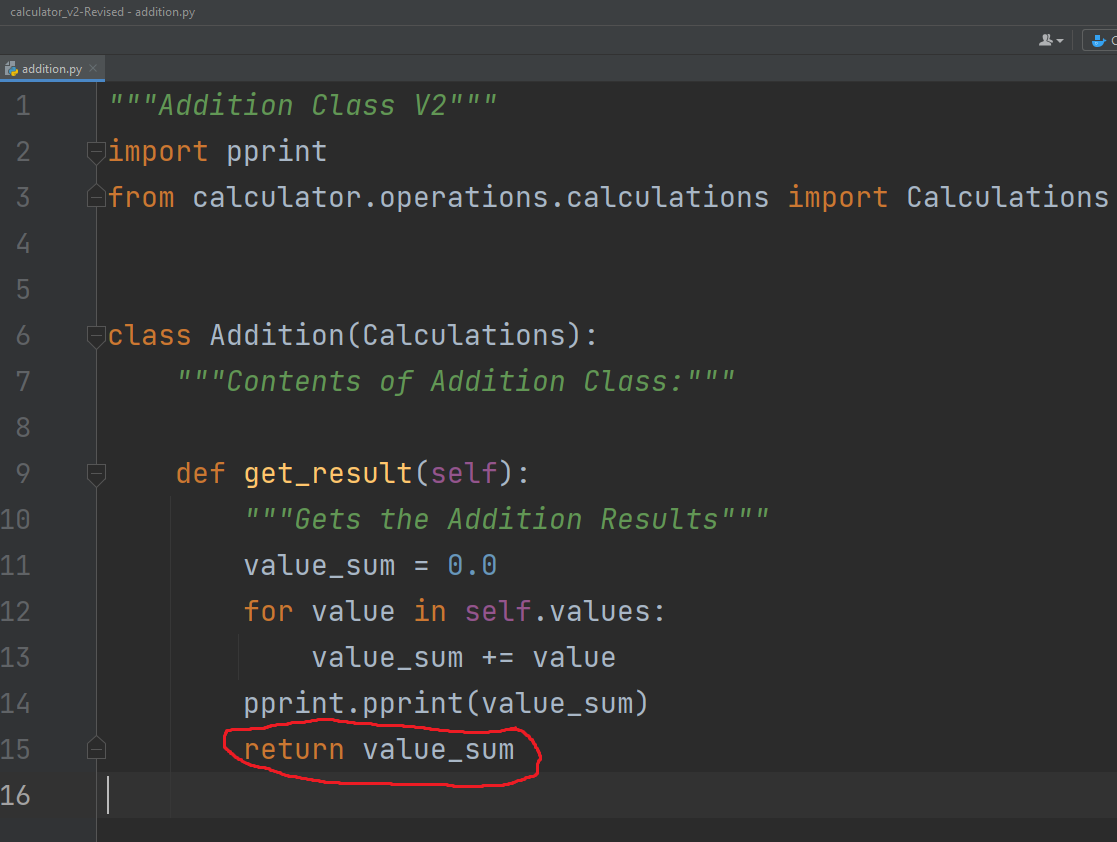 calculator_v2-Revised - addition.py
addition.py
1 """Addition Class V2"""
2 import pprint
3 from calculator.operations.calculations import Calculations
4
5
6 class Addition(Calculations):
7     """Contents of Addition Class:"""
8
9     def get_result(self):
10         """Gets the Addition Results"""
11         value_sum = 0.0
12         for value in self.values:
13             value_sum += value
14         pprint.pprint(value_sum)
15         return value_sum
16